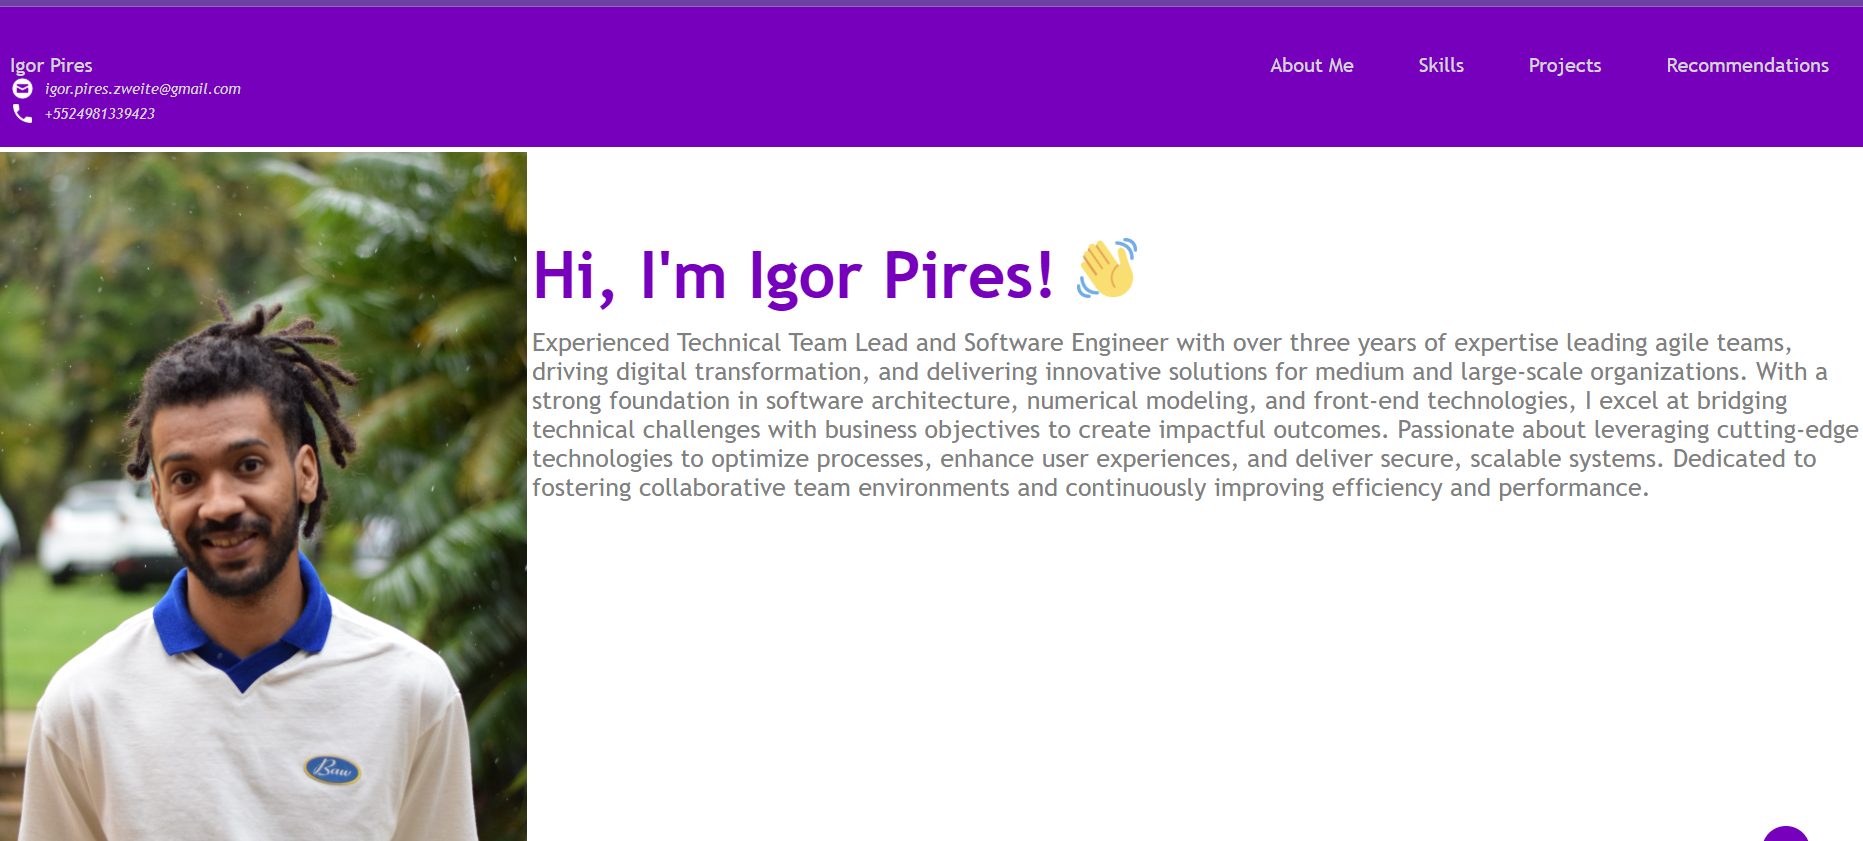 Igor Pires
igor.pires.zweite@gmail.com
+5524981339423
About Me
Skills
Projects
Recommendations
Hi, I'm Igor Pires! 👋
Experienced Technical Team Lead and Software Engineer with over three years of expertise leading agile teams,
driving digital transformation, and delivering innovative solutions for medium and large-scale organizations. With a
strong foundation in software architecture, numerical modeling, and front-end technologies, I excel at bridging
technical challenges with business objectives to create impactful outcomes. Passionate about leveraging cutting-edge
technologies to optimize processes, enhance user experiences, and deliver secure, scalable systems. Dedicated to
fostering collaborative team environments and continuously improving efficiency and performance.
Baw